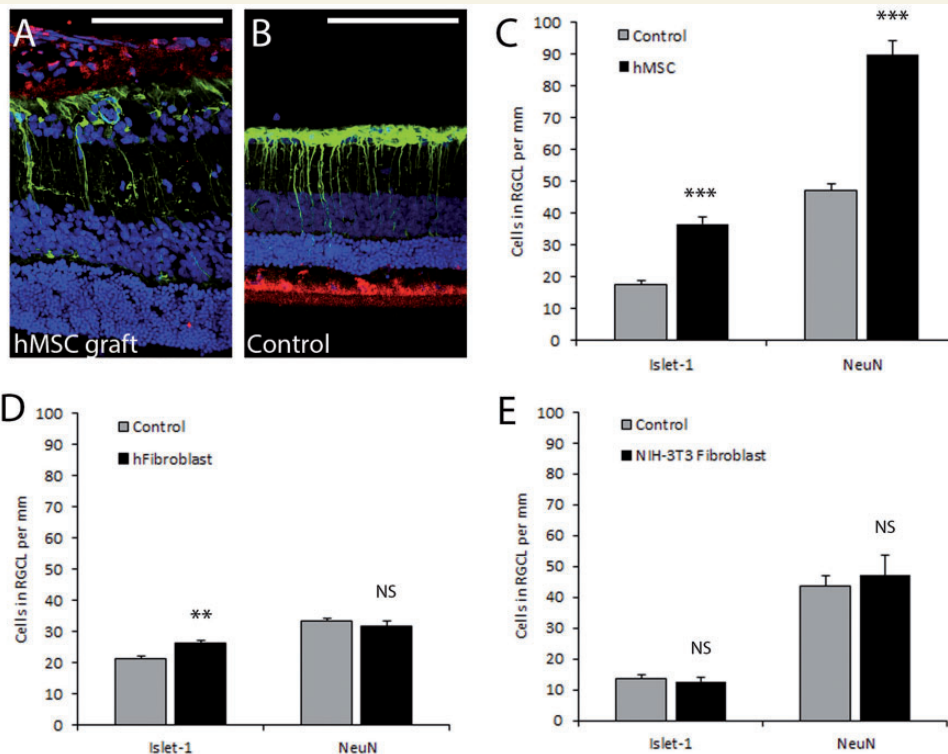 A
hMSC graft
B
Control
C
Cells in RGCL per mm
100
90
80
70
60
50
40
30
20
10
0
Control
hMSC
***
***
Islet-1
NeuN
D
Cells in RGCL per mm
100
90
80
70
60
50
40
30
20
10
0
Control
hFibroblast
**
NS
Islet-1
NeuN
E
Cells in RGCL per mm
100
90
80
70
60
50
40
30
20
10
0
Control
NIH-3T3 Fibroblast
NS
NS
Islet-1
NeuN